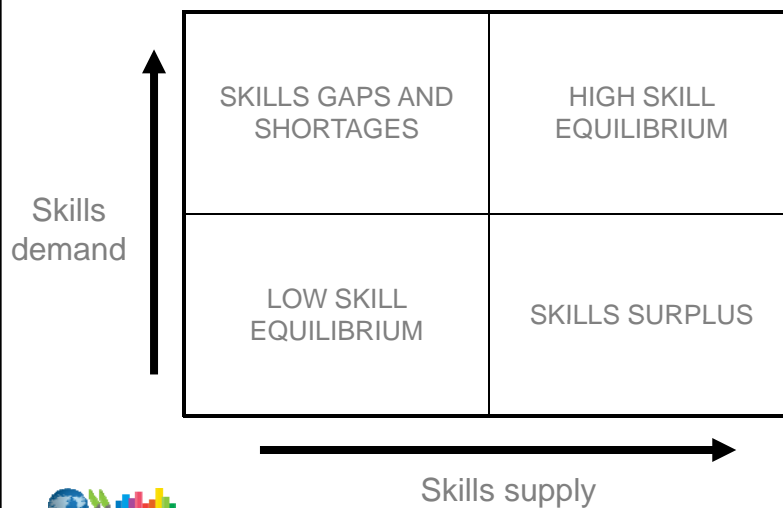 SKILLS GAPS AND
SHORTAGES
HIGH SKILL
EQUILIBRIUM
Skills
demand
LOW SKILL
EQUILIBRIUM
SKILLS SURPLUS
Skills supply